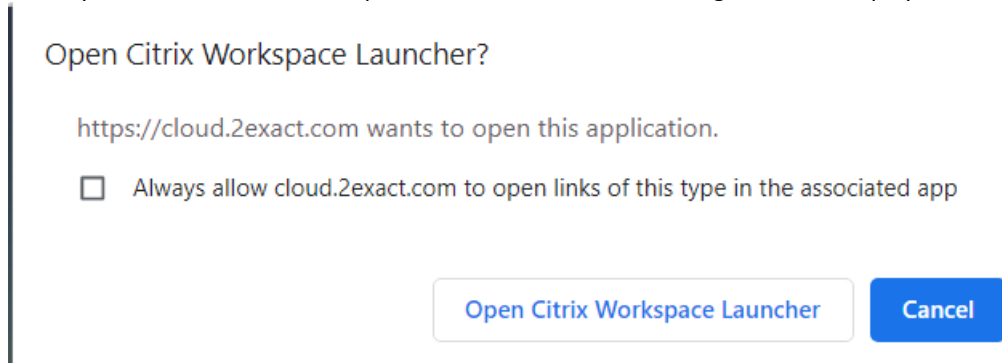 Open Citrix Workspace Launcher?
https://cloud.2exact.com wants to open this application.
Always allow cloud.2exact.com to open links of this type in the associated app
Open Citrix Workspace Launcher Cancel